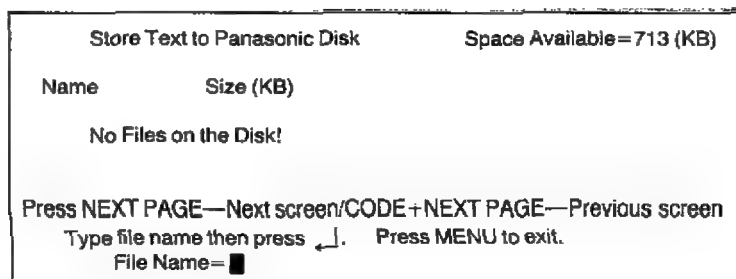 Store Text to Panasonic Disk Space Available=713 (KB)
Name Size (KB)
No Files on the Disk!
Press NEXT PAGE—Next screen/CODE+NEXT PAGE—Previous screen
Type file name then press ↵. Press MENU to exit.
File Name=